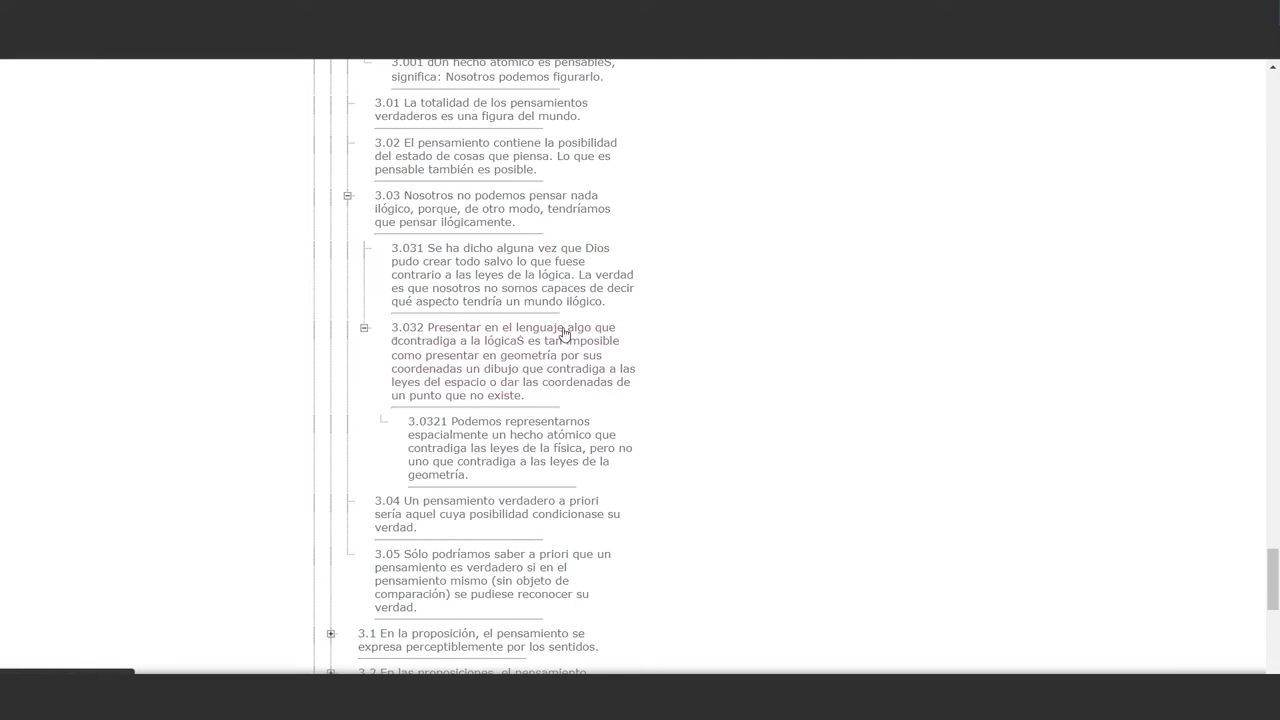 3.001 dUn hecho atómico es pensableS,
significa: Nosotros podemos figurarlo.
3.01 La totalidad de los pensamientos
verdaderos es una figura del mundo.
3.02 El pensamiento contiene la posibilidad
del estado de cosas que piensa. Lo que es
pensable también es posible.
3.03 Nosotros no podemos pensar nada
ilógico, porque, de otro modo, tendríamos
que pensar ilógicamente.
3.031 Se ha dicho alguna vez que Dios
pudo crear todo salvo lo que fuese
contrario a las leyes de la lógica. La verdad
es que nosotros no somos capaces de decir
qué aspecto tendría un mundo ilógico.
3.032 Presentar en el lenguaje algo que
dcontradiga a la lógicaS es tan imposible
como presentar en geometría por sus
coordenadas un dibujo que contradiga a las
leyes del espacio o dar las coordenadas de
un punto que no existe.
3.0321 Podemos representarnos
espacialmente un hecho atómico que
contradiga las leyes de la física, pero no
uno que contradiga a las leyes de la
geometría.
3.04 Un pensamiento verdadero a priori
sería aquel cuya posibilidad condicionase su
verdad.
3.05 Sólo podríamos saber a priori que un
pensamiento es verdadero si en el
pensamiento mismo (sin objeto de
comparación) se pudiese reconocer su
verdad.
3.1 En la proposición, el pensamiento se
expresa perceptiblemente por los sentidos.
3.2 En las proposiciones, el pensamiento